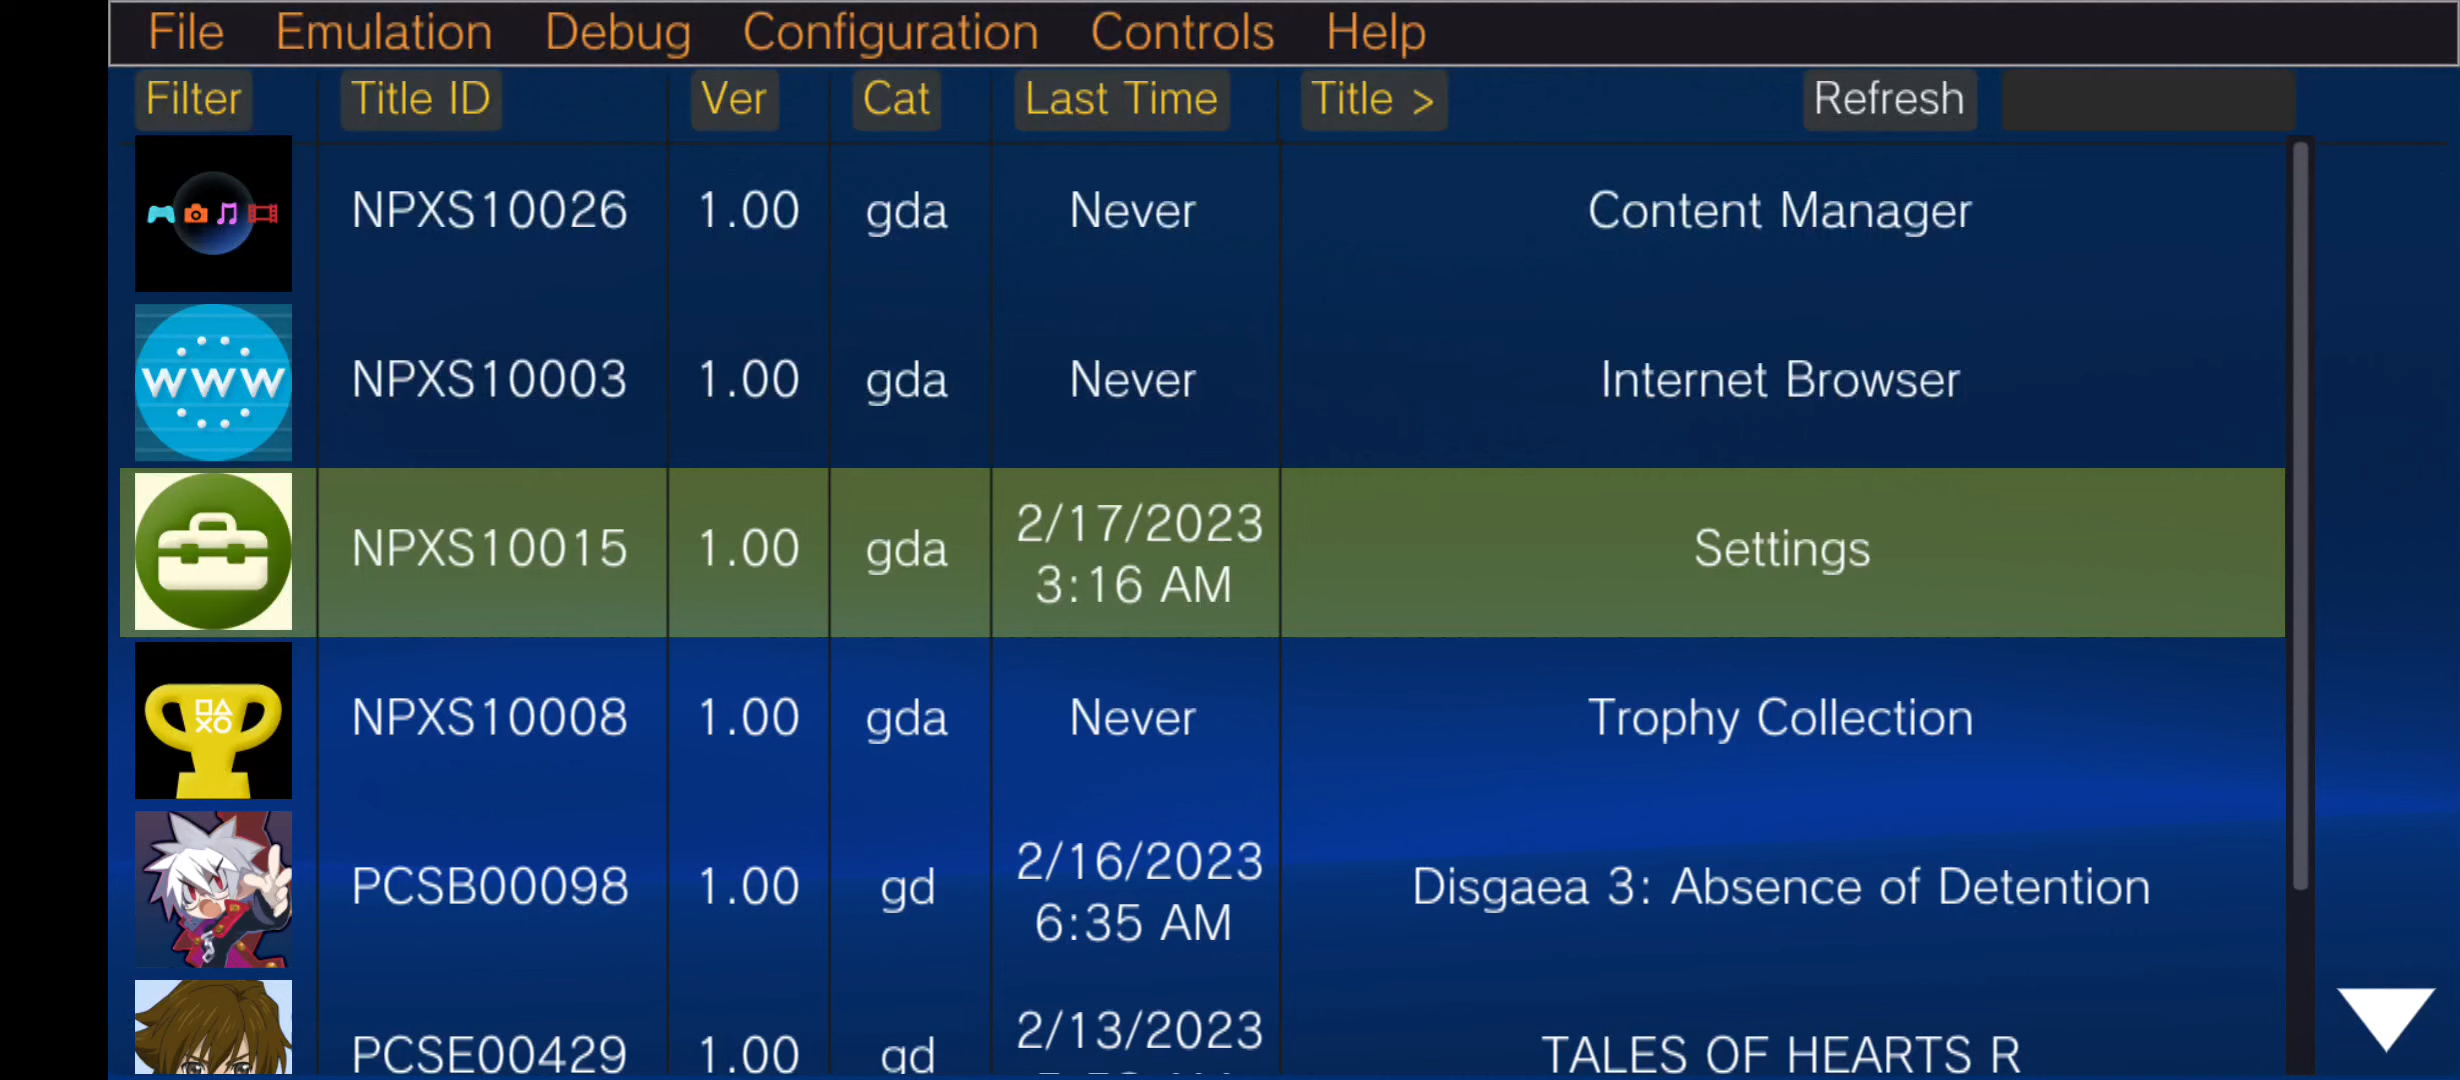 File Emulation Debug Configuration Controls Help
Filter Title ID Ver Cat Last Time Title > Refresh
NPXS10026 1.00 gda Never Content Manager
WWW NPXS10003 1.00 gda Never Internet Browser
NPXS10015 1.00 gda 2/17/2023 3:16 AM Settings
NPXS10008 1.00 gda Never Trophy Collection
PCSB00098 1.00 gd 2/16/2023 6:35 AM Disgaea 3: Absence of Detention
PCSE00429 1.00 gd 2/13/2023 TALES OF HEARTS R